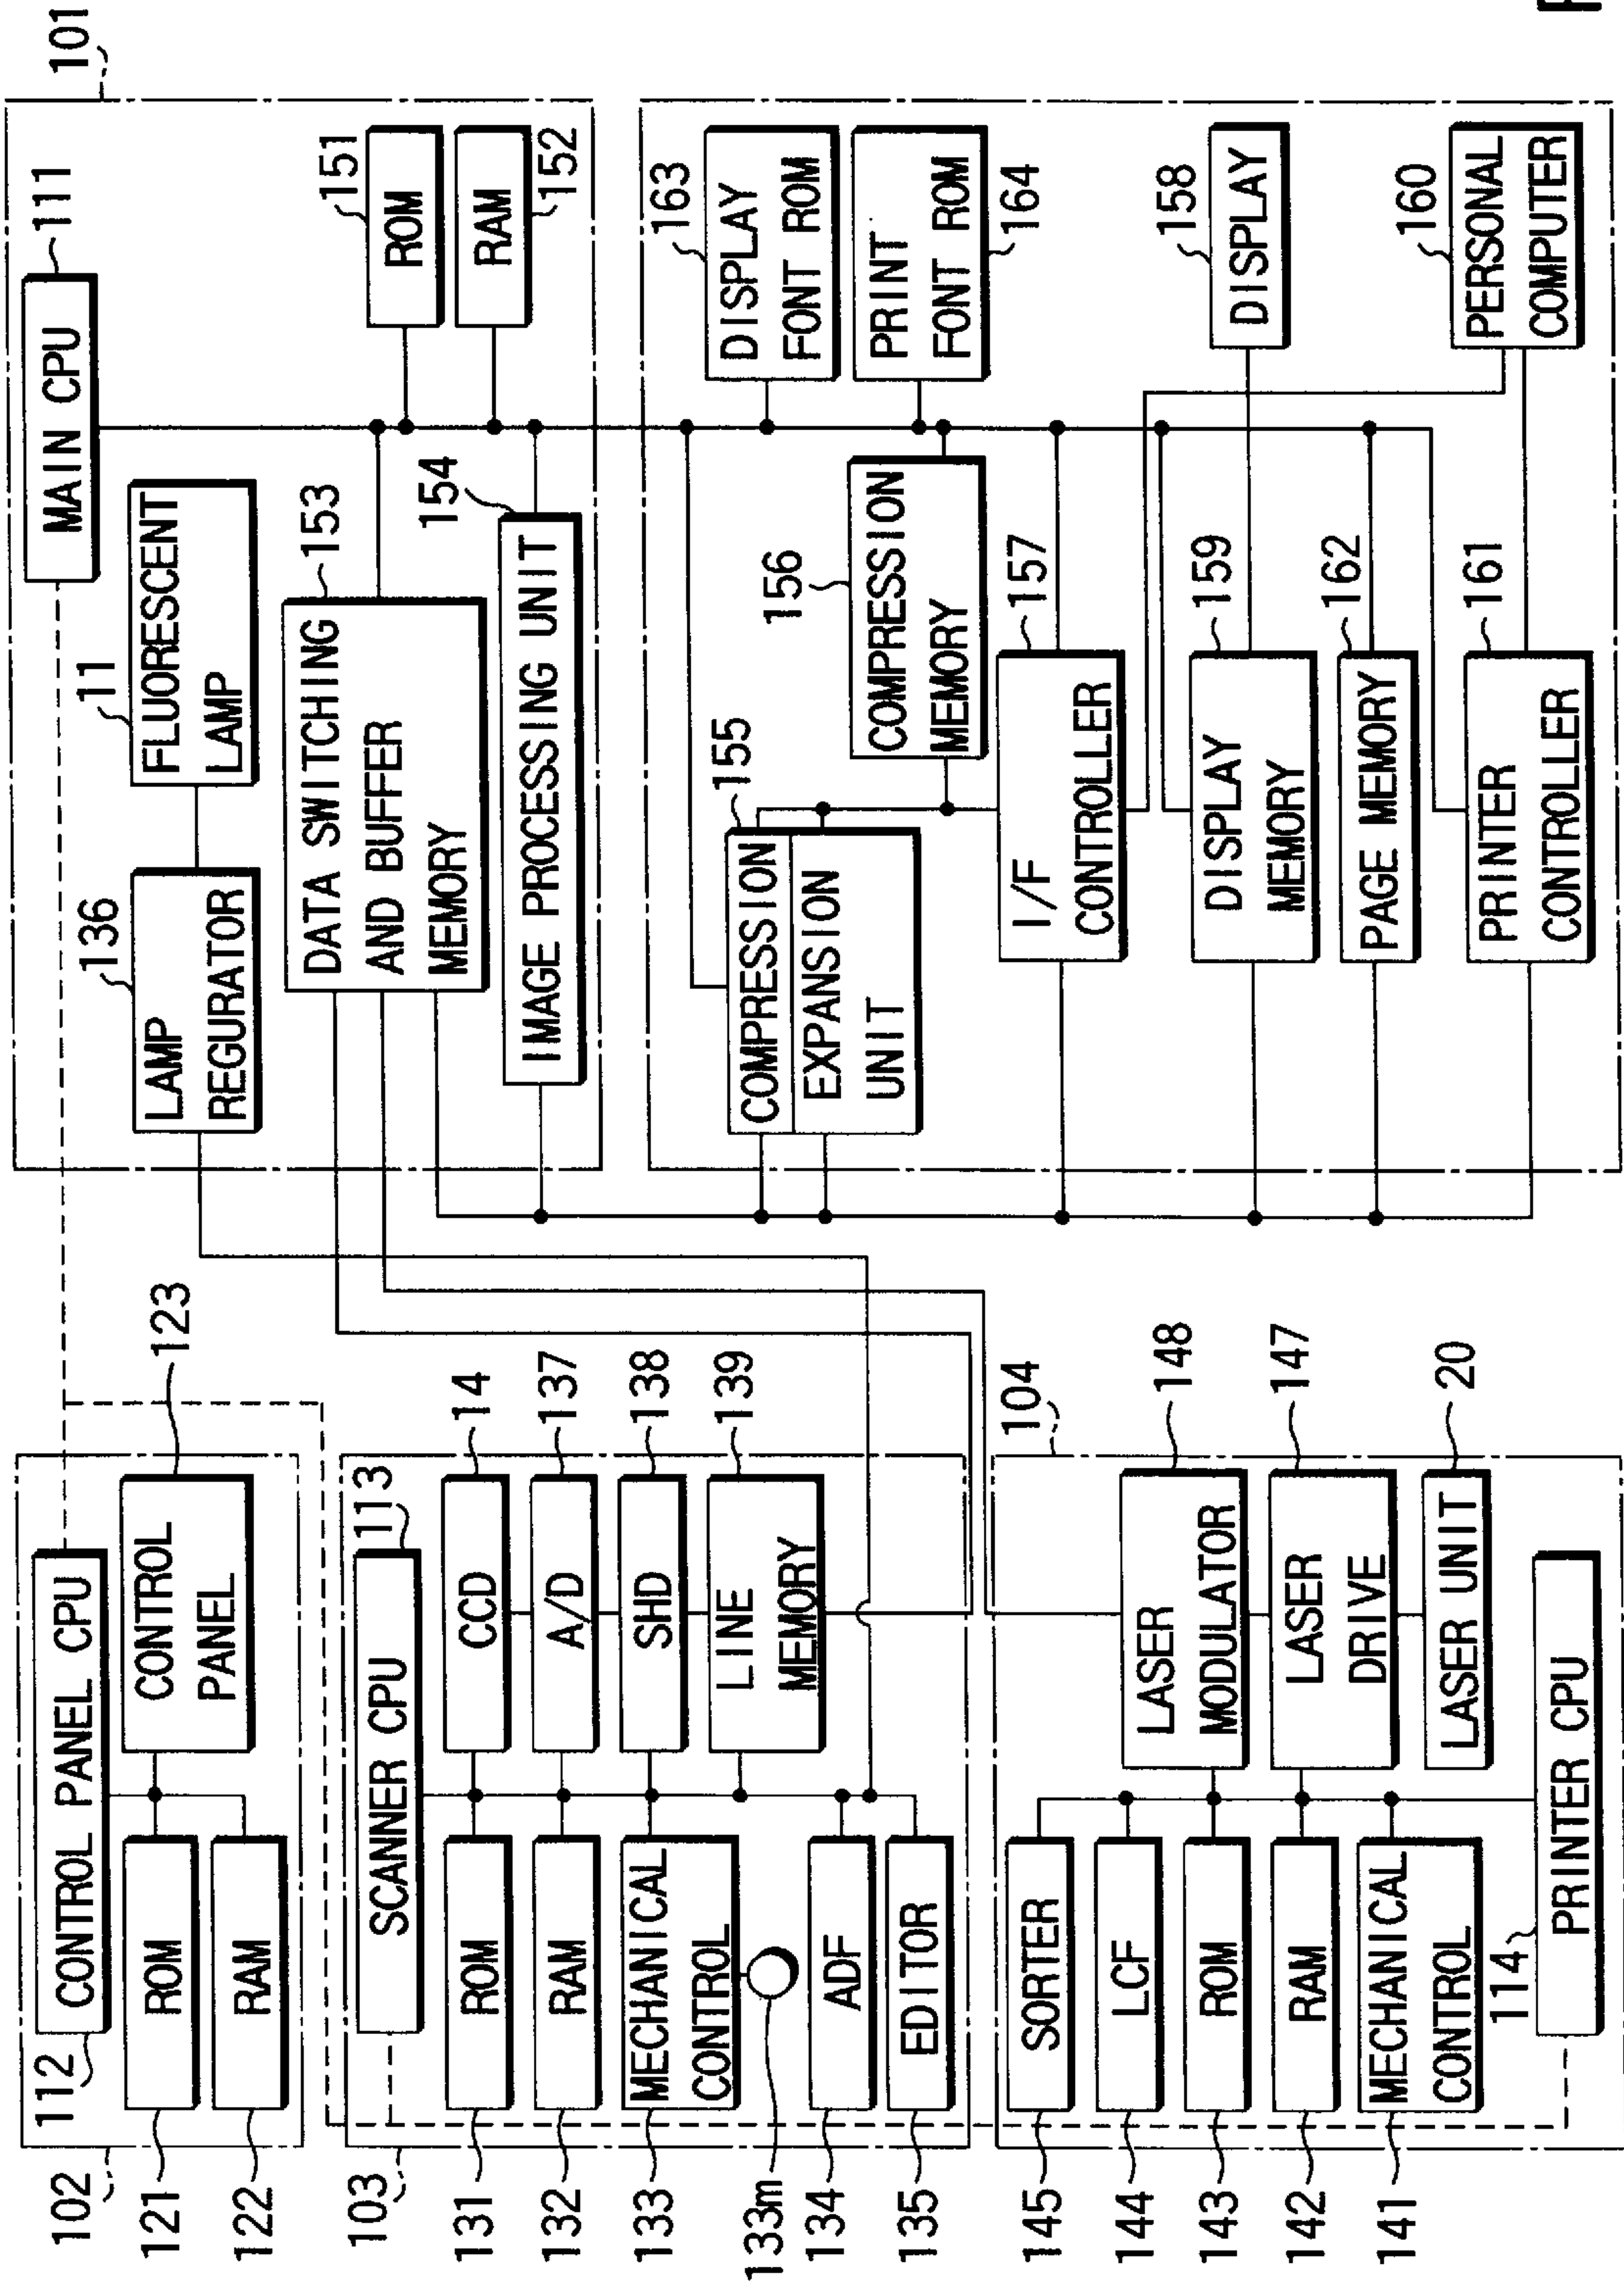 101
MAIN CPU
111
11
FLUORESCENT
LAMP
136
LAMP
REGURATOR
ROM
151
RAM
152
DATA SWITCHING
AND BUFFER
MEMORY
153
IMAGE PROCESSING UNIT
154
163
DISPLAY
FONT ROM
PRINT
FONT ROM
164
155
COMPRESSION
EXPANSION
UNIT
156
COMPRESSION
MEMORY
I/F
CONTROLLER
157
158
DISPLAY
DISPLAY
MEMORY
159
PAGE MEMORY
162
160
PERSONAL
COMPUTER
PRINTER
CONTROLLER
161
102
112
CONTROL PANEL CPU
121
ROM
122
RAM
CONTROL
PANEL
123
103
SCANNER CPU
113
131
ROM
CCD
14
132
RAM
A/D
137
133
MECHANICAL
CONTROL
SHD
138
133m
LINE
MEMORY
139
134
ADF
135
EDITOR
104
145
SORTER
144
LCF
143
ROM
142
RAM
141
MECHANICAL
CONTROL
LASER
MODULATOR
148
LASER
DRIVE
147
LASER UNIT
20
114
PRINTER CPU